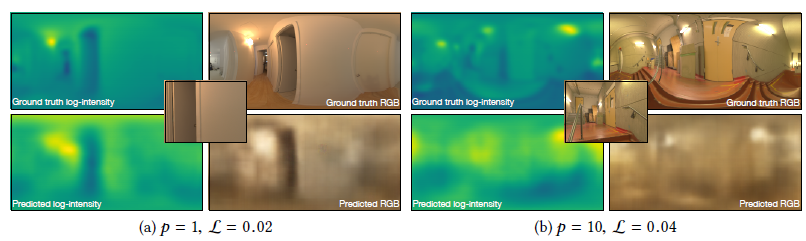 Ground truth log-intensity
Ground truth RGB
Predicted log-intensity
Predicted RGB
Ground truth log-intensity
Ground truth RGB
Predicted log-intensity
Predicted RGB
(a) p = 1, ℒ = 0.02
(b) p = 10, ℒ = 0.04